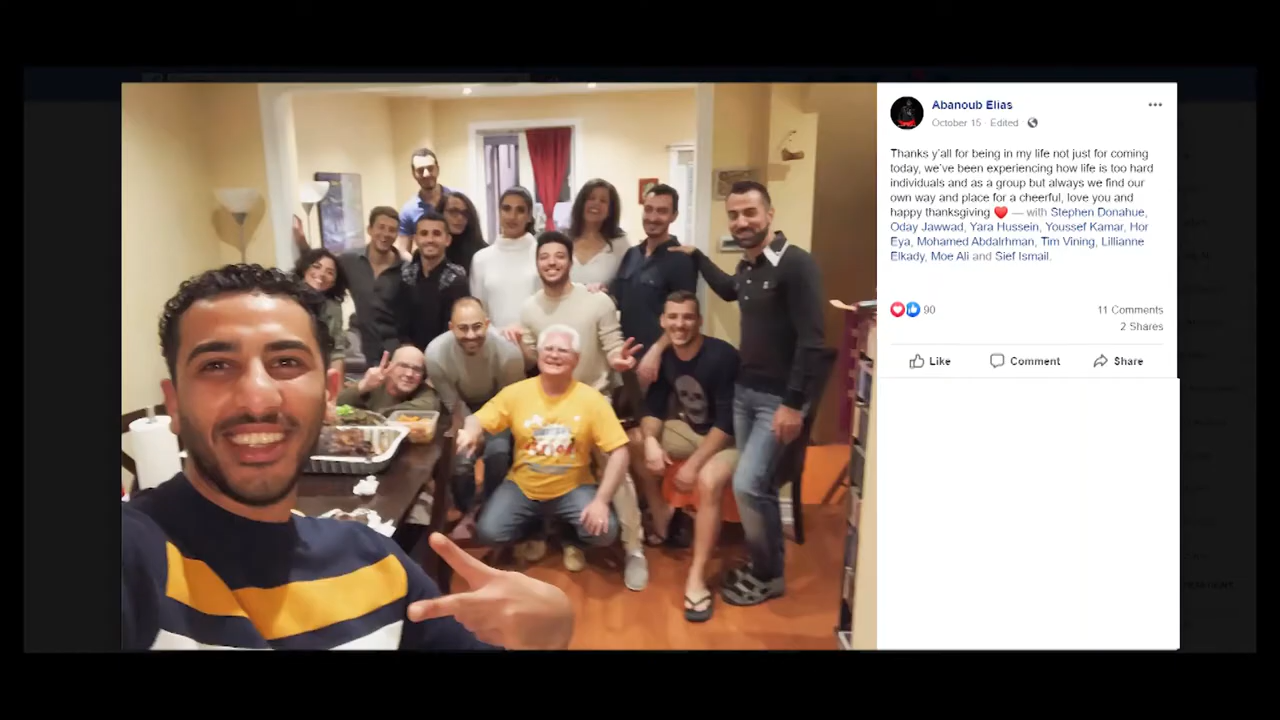 Abanoub Elias
October 15 · Edited ·
Thanks y'all for being in my life not just for coming
today, we've been experiencing how life is too hard
individuals and as a group but always we find our
own way and place for a cheerful, love you and
happy thanksgiving ❤️ — with Stephen Donahue,
Oday Jawwad, Yara Hussein, Youssef Kamar, Hor
Eya, Mohamed Abdalrhman, Tim Vining, Lillianne
Elkady, Moe Ali and Sief Ismail.
90
11 Comments
2 Shares
Like Comment Share